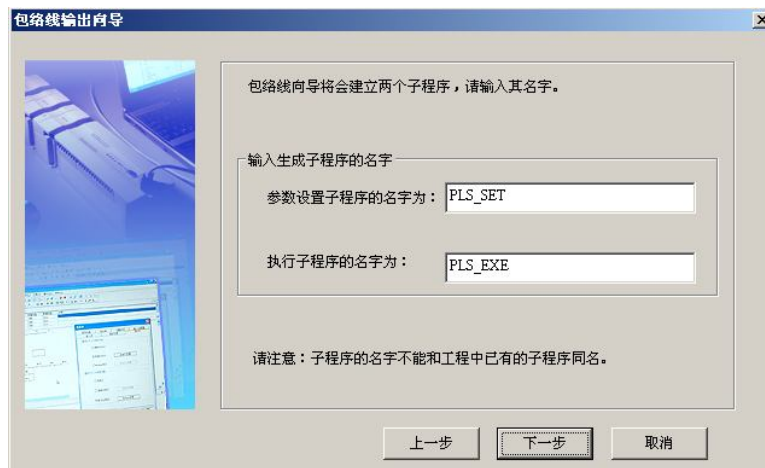 包络线输出向导
包络线向导将会建立两个子程序，请输入其名字。
输入生成子程序的名字
参数设置子程序的名字为： PLS_SET
执行子程序的名字为： PLS_EXE
请注意：子程序的名字不能和工程中已有的子程序同名。
上一步 下一步 取消